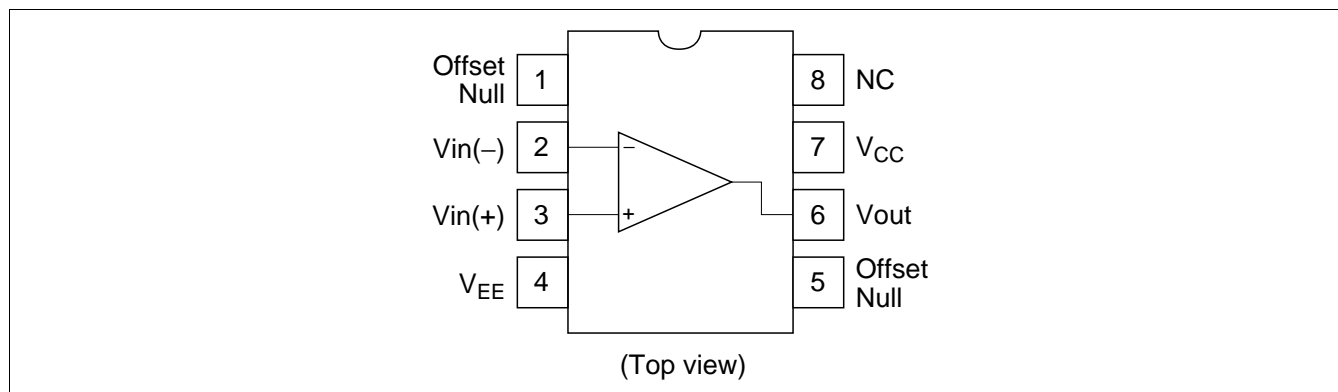 Offset
Null
1
8
NC
Vin(−)
2
−
7
VCC
Vin(+)
3
+
6
Vout
VEE
4
5
Offset
Null
(Top view)